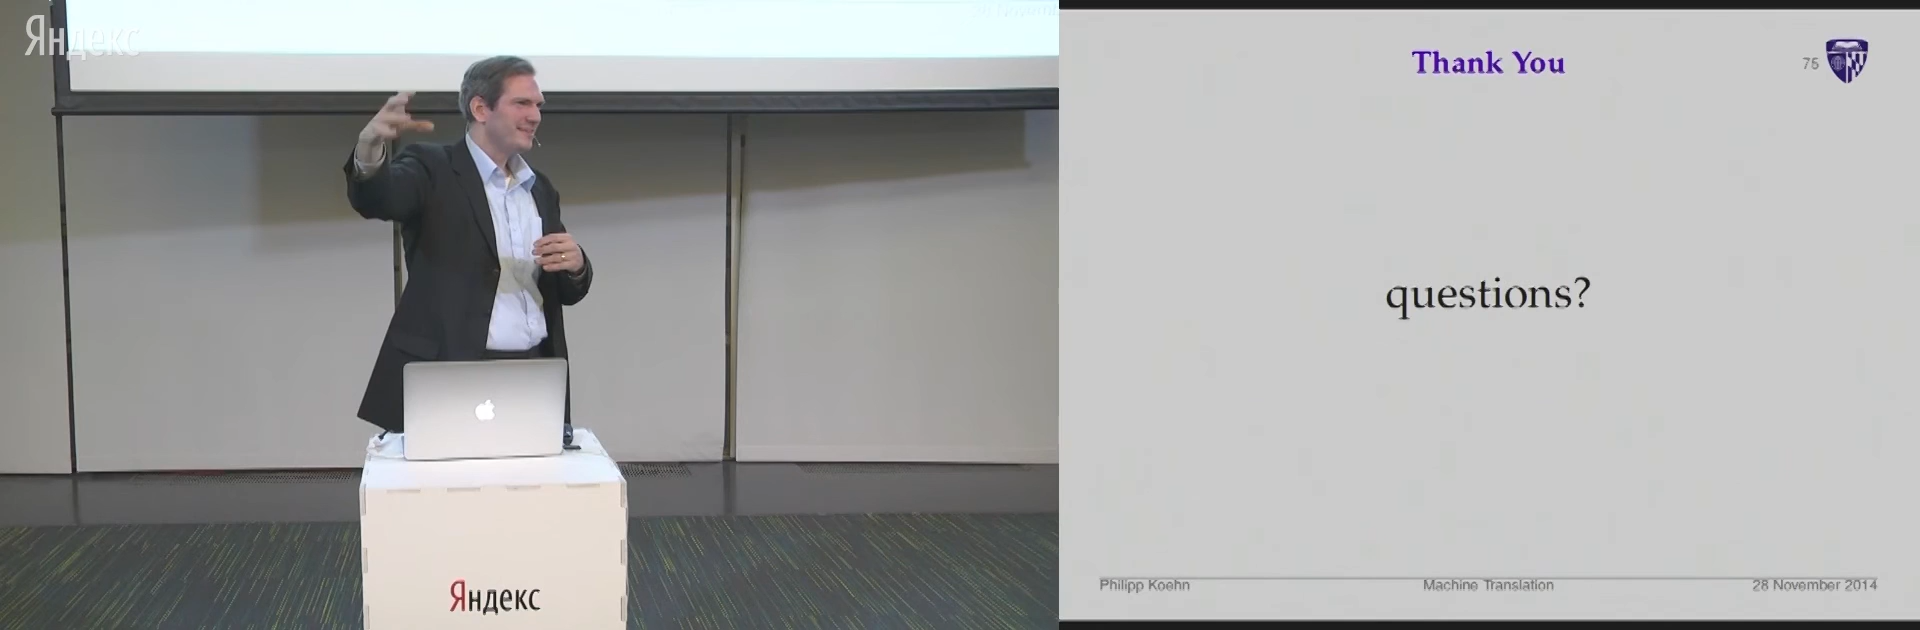 Яндекс
Яндекс
Thank You
75
questions?
Philipp Koehn
Machine Translation
28 November 2014